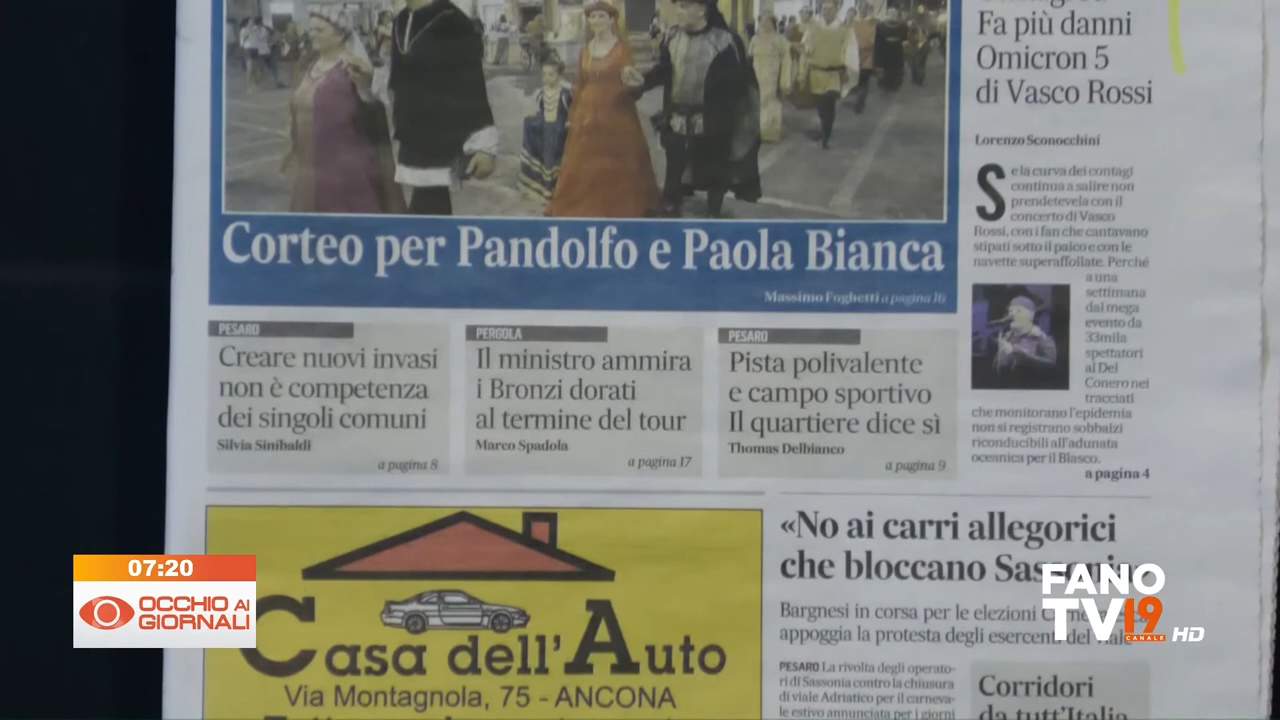 Fa più danni
Omicron 5
di Vasco Rossi
Lorenzo Sconocchini
Se la curva dei contagi
continua a salire non
prendetevela con il
concerto di Vasco
Rossi, con i fan che cantavano
stipati sotto il palco e con le
navette superaffollate. Perché
a una
settimana
dal mega
evento da
33mila
spettatori
al Del
Conero nei
tracciati
che monitorano l'epidemia
non si registrano sobbalzi
riconducibili all'adunata
oceanica per il Blasco.
a pagina 4
Corteo per Pandolfo e Paola Bianca
Massimo Foghetti a pagina 16
PESARO
Creare nuovi invasi
non è competenza
dei singoli comuni
Silvia Sinibaldi
a pagina 8
PERGOLA
Il ministro ammira
i Bronzi dorati
al termine del tour
Marco Spadola
a pagina 17
PESARO
Pista polivalente
e campo sportivo
Il quartiere dice sì
Thomas Delbianco
a pagina 9
Casa dell'Auto
Via Montagnola, 75 - ANCONA
«No ai carri allegorici
che bloccano
Bargnesi in corsa per le elezioni
appoggia la protesta degli esercenti del
PESARO La rivolta degli operato-
ri di Sassonia contro la chiusura
di viale Adriatico per il carneva-
le estivo annunciata per i giorni
Corridori
da tutt'Italia
07:20
OCCHIO AI
GIORNALI
FANO
TV 19
CANALE HD